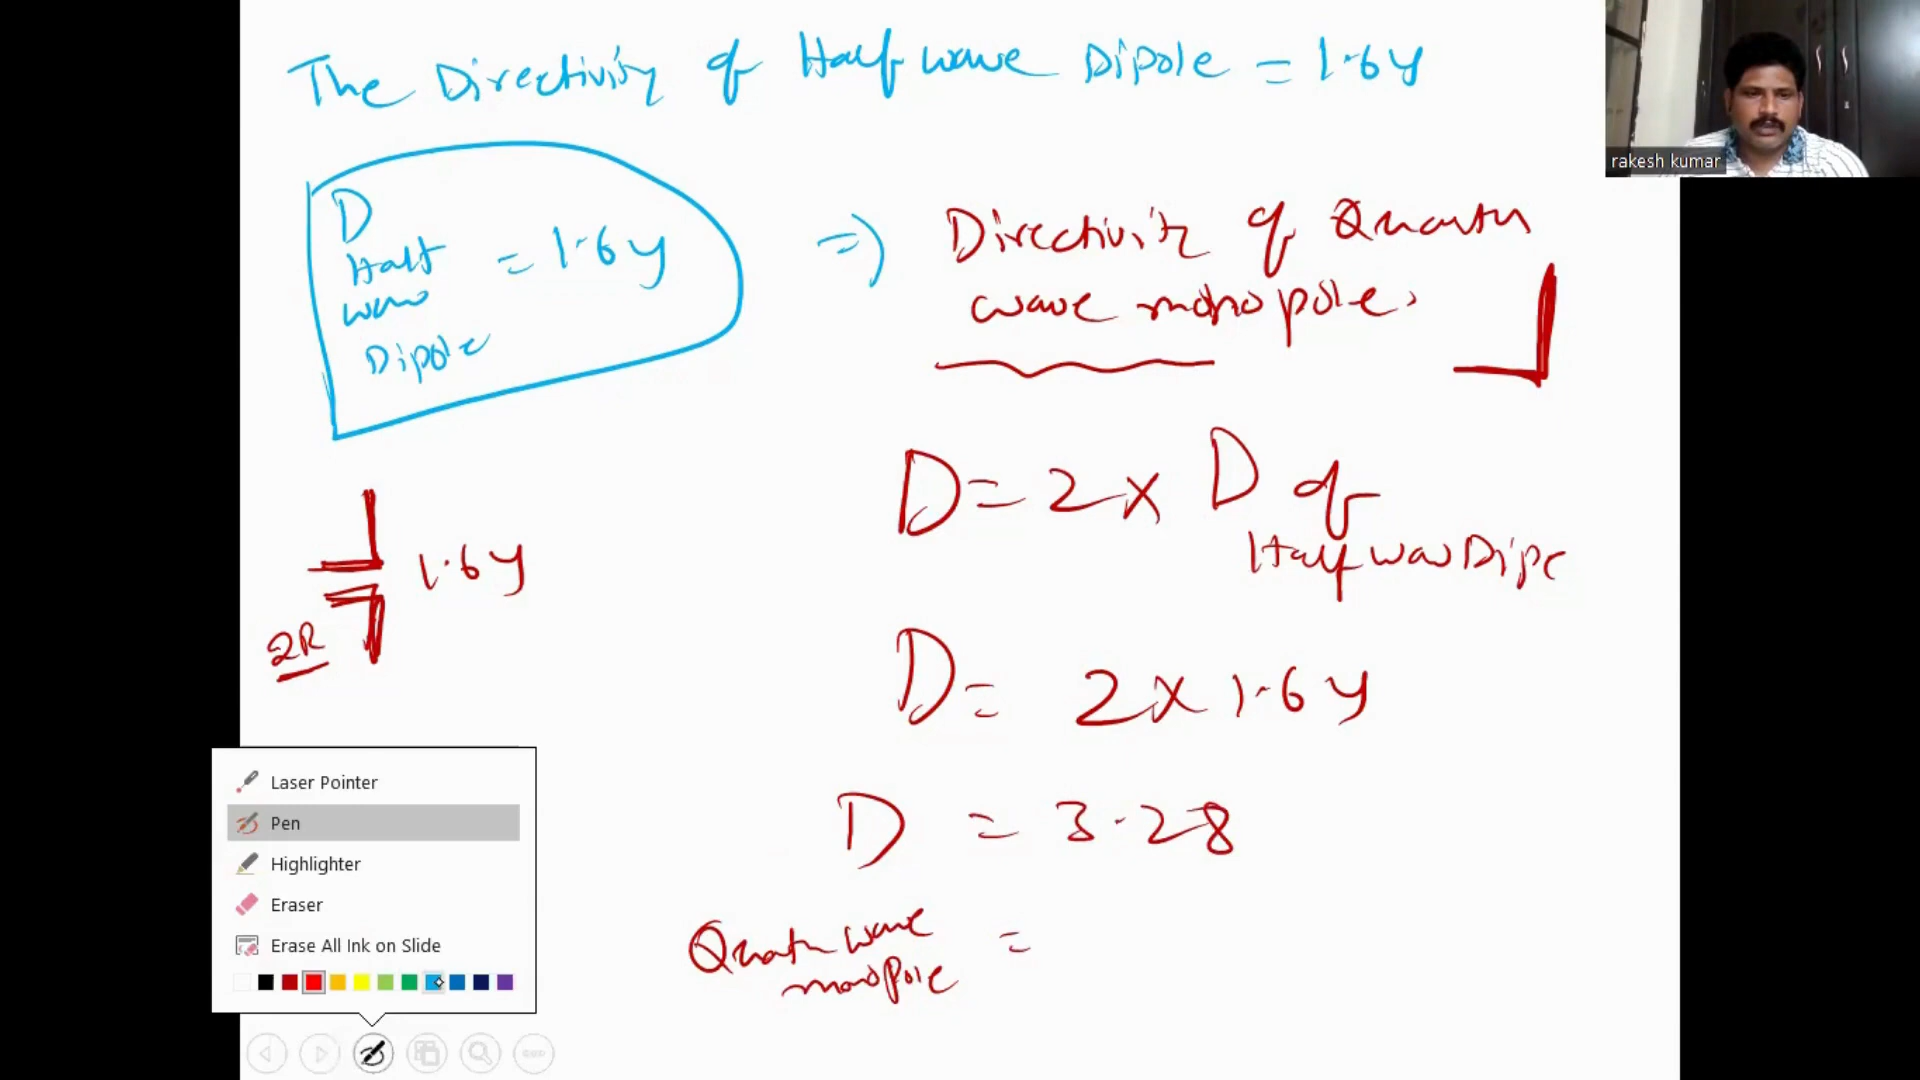 The Directivity of Half wave Dipole = 1.64
rakesh kumar
D
Half
wave
Dipole
= 1.64
=> Directivity of Quarter
wave monopole.
D = 2 x D of
Half wave Dipole
1.64
2R
D = 2 x 1.64
D = 3.28
Quarter wave
monopole
=
Laser Pointer
Pen
Highlighter
Eraser
Erase All Ink on Slide